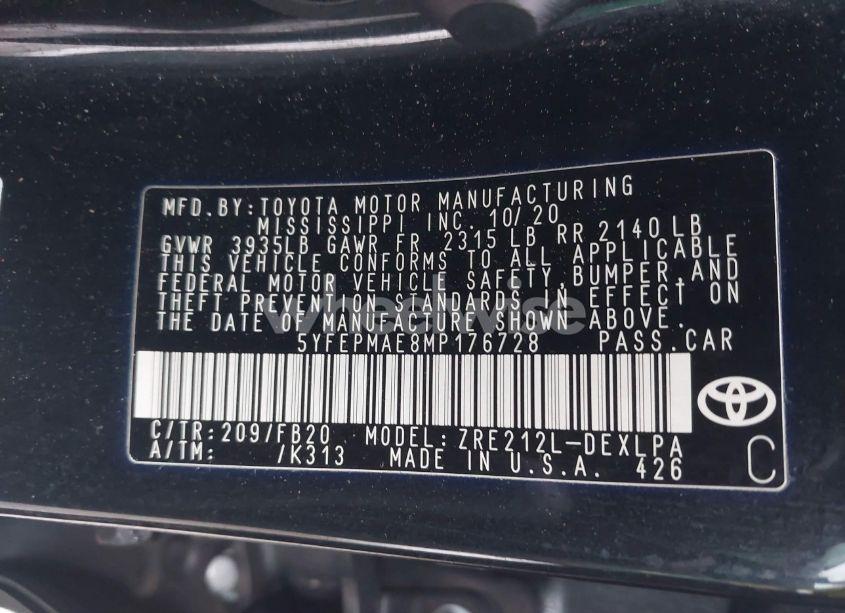 MFD.BY:TOYOTA MOTOR MANUFACTURING
MISSISSIPPI INC. 10/20
GVWR 3935LB GAWR FR 2315 LB RR 2140 LB
THIS VEHICLE CONFORMS TO ALL APPLICABLE
FEDERAL MOTOR VEHICLE SAFETY,BUMPER,AND
THEFT PREVENTION STANDARDS IN EFFECT ON
THE DATE OF MANUFACTURE SHOWN ABOVE.
5YFEPMAE8MP176728 PASS.CAR
C/TR:209/FB20 MODEL:ZRE212L-DEXLPA
A/TM: /K313 MADE IN U.S.A. 426
C
wheelwise